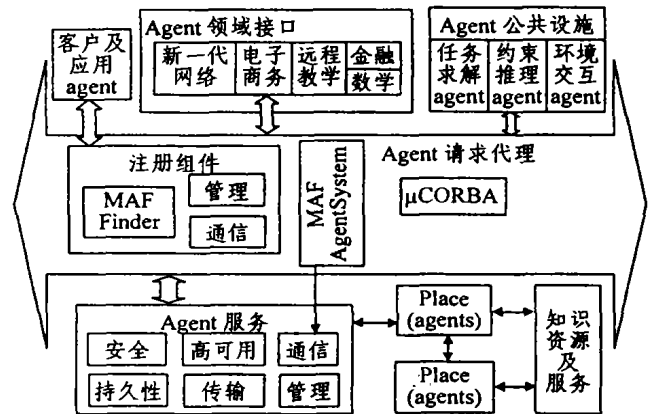 客户及
应用
agent
Agent 领域接口
新一代
网络
电子
商务
远程
教学
金融
数学
Agent 公共设施
任务
求解
agent
约束
推理
agent
环境
交互
agent
注册组件
MAF
Finder
管理
通信
MAF
AgentSystem
Agent 请求代理
μCORBA
Agent 服务
安全
高可用
通信
持久性
传输
管理
Place
(agents)
Place
(agents)
知识
资源
及
服务